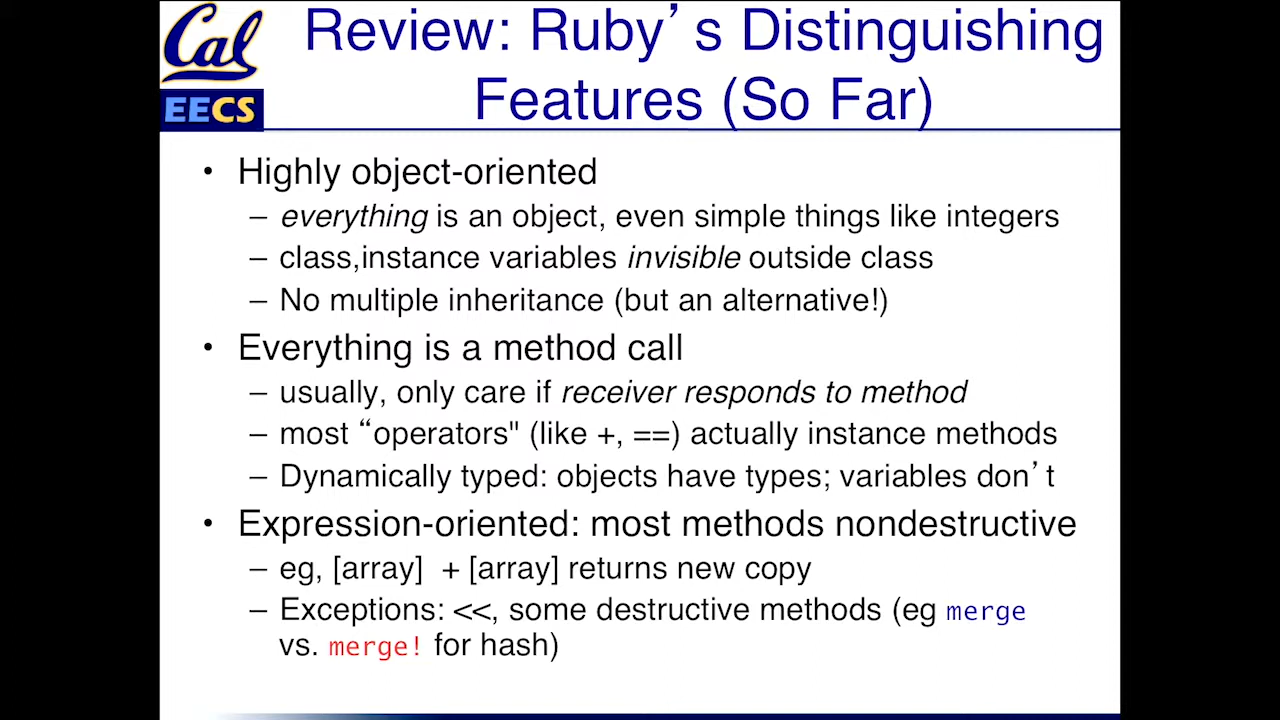 Cal
EECS
Review: Ruby’s Distinguishing
Features (So Far)
• Highly object-oriented
– everything is an object, even simple things like integers
– class,instance variables invisible outside class
– No multiple inheritance (but an alternative!)
• Everything is a method call
– usually, only care if receiver responds to method
– most “operators" (like +, ==) actually instance methods
– Dynamically typed: objects have types; variables don’t
• Expression-oriented: most methods nondestructive
– eg, [array] + [array] returns new copy
– Exceptions: <<, some destructive methods (eg merge
vs. merge! for hash)